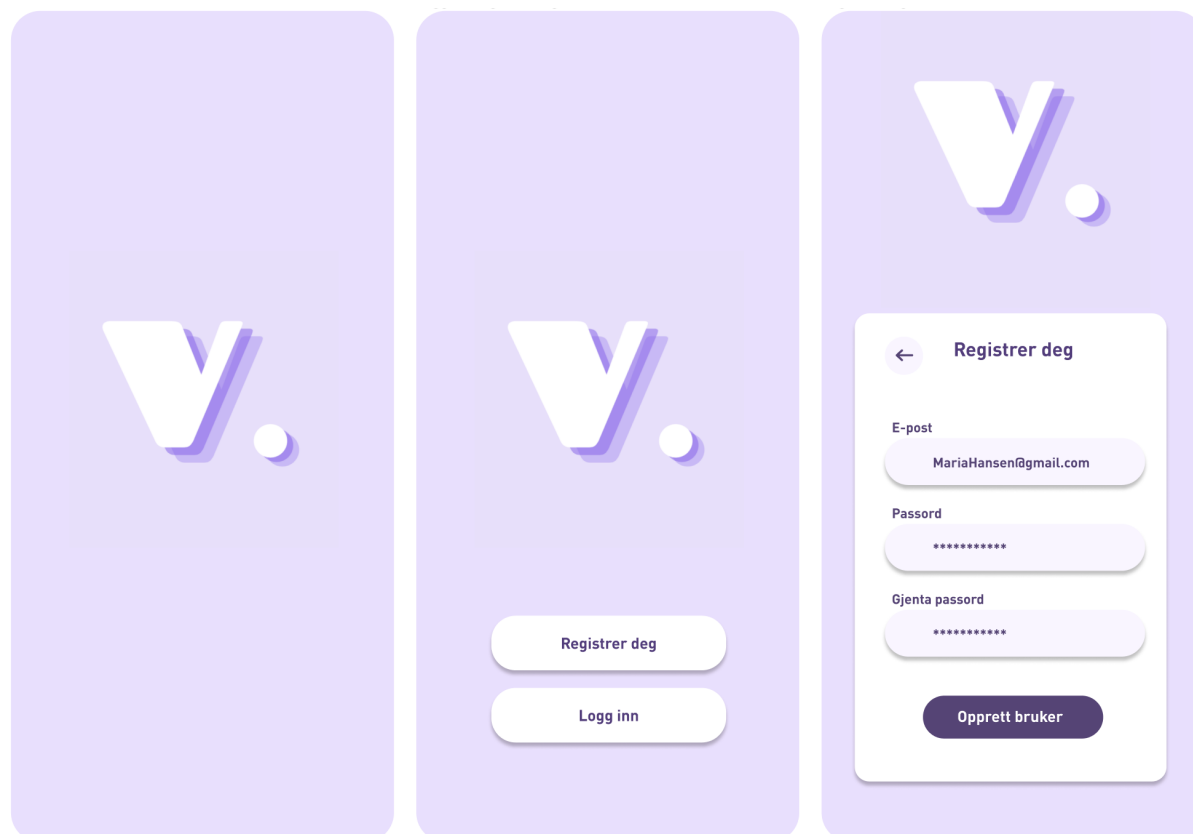 V.
V.
Registrer deg
Logg inn
V.
Registrer deg
E-post
MariaHansen@gmail.com
Passord
***********
Gjenta passord
***********
Opprett bruker